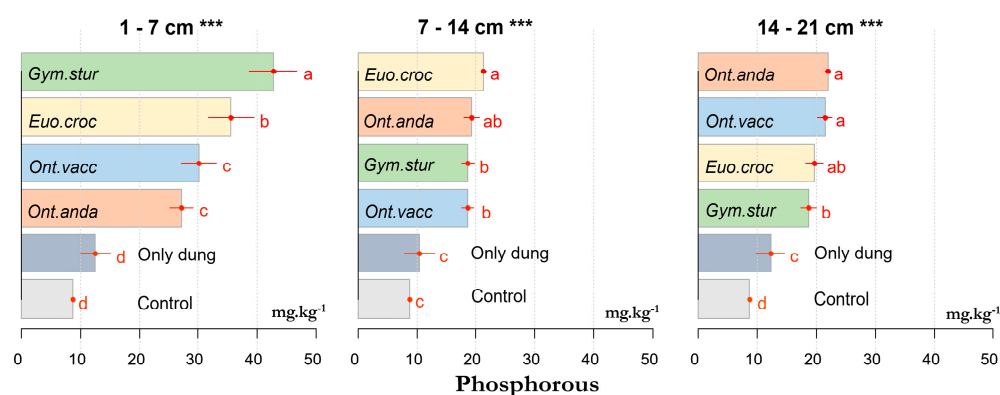 1 - 7 cm ***
Gym.stur a
Euo.croc b
Ont.vacc c
Ont.anda c
d Only dung
d Control
mg.kg-1
0 10 20 30 40 50
7 - 14 cm ***
Euo.croc a
Ont.anda ab
Gym.stur b
Ont.vacc b
c Only dung
c Control
mg.kg-1
0 10 20 30 40 50
14 - 21 cm ***
Ont.anda a
Ont.vacc a
Euo.croc ab
Gym.stur b
c Only dung
d Control
mg.kg-1
0 10 20 30 40 50
Phosphorous